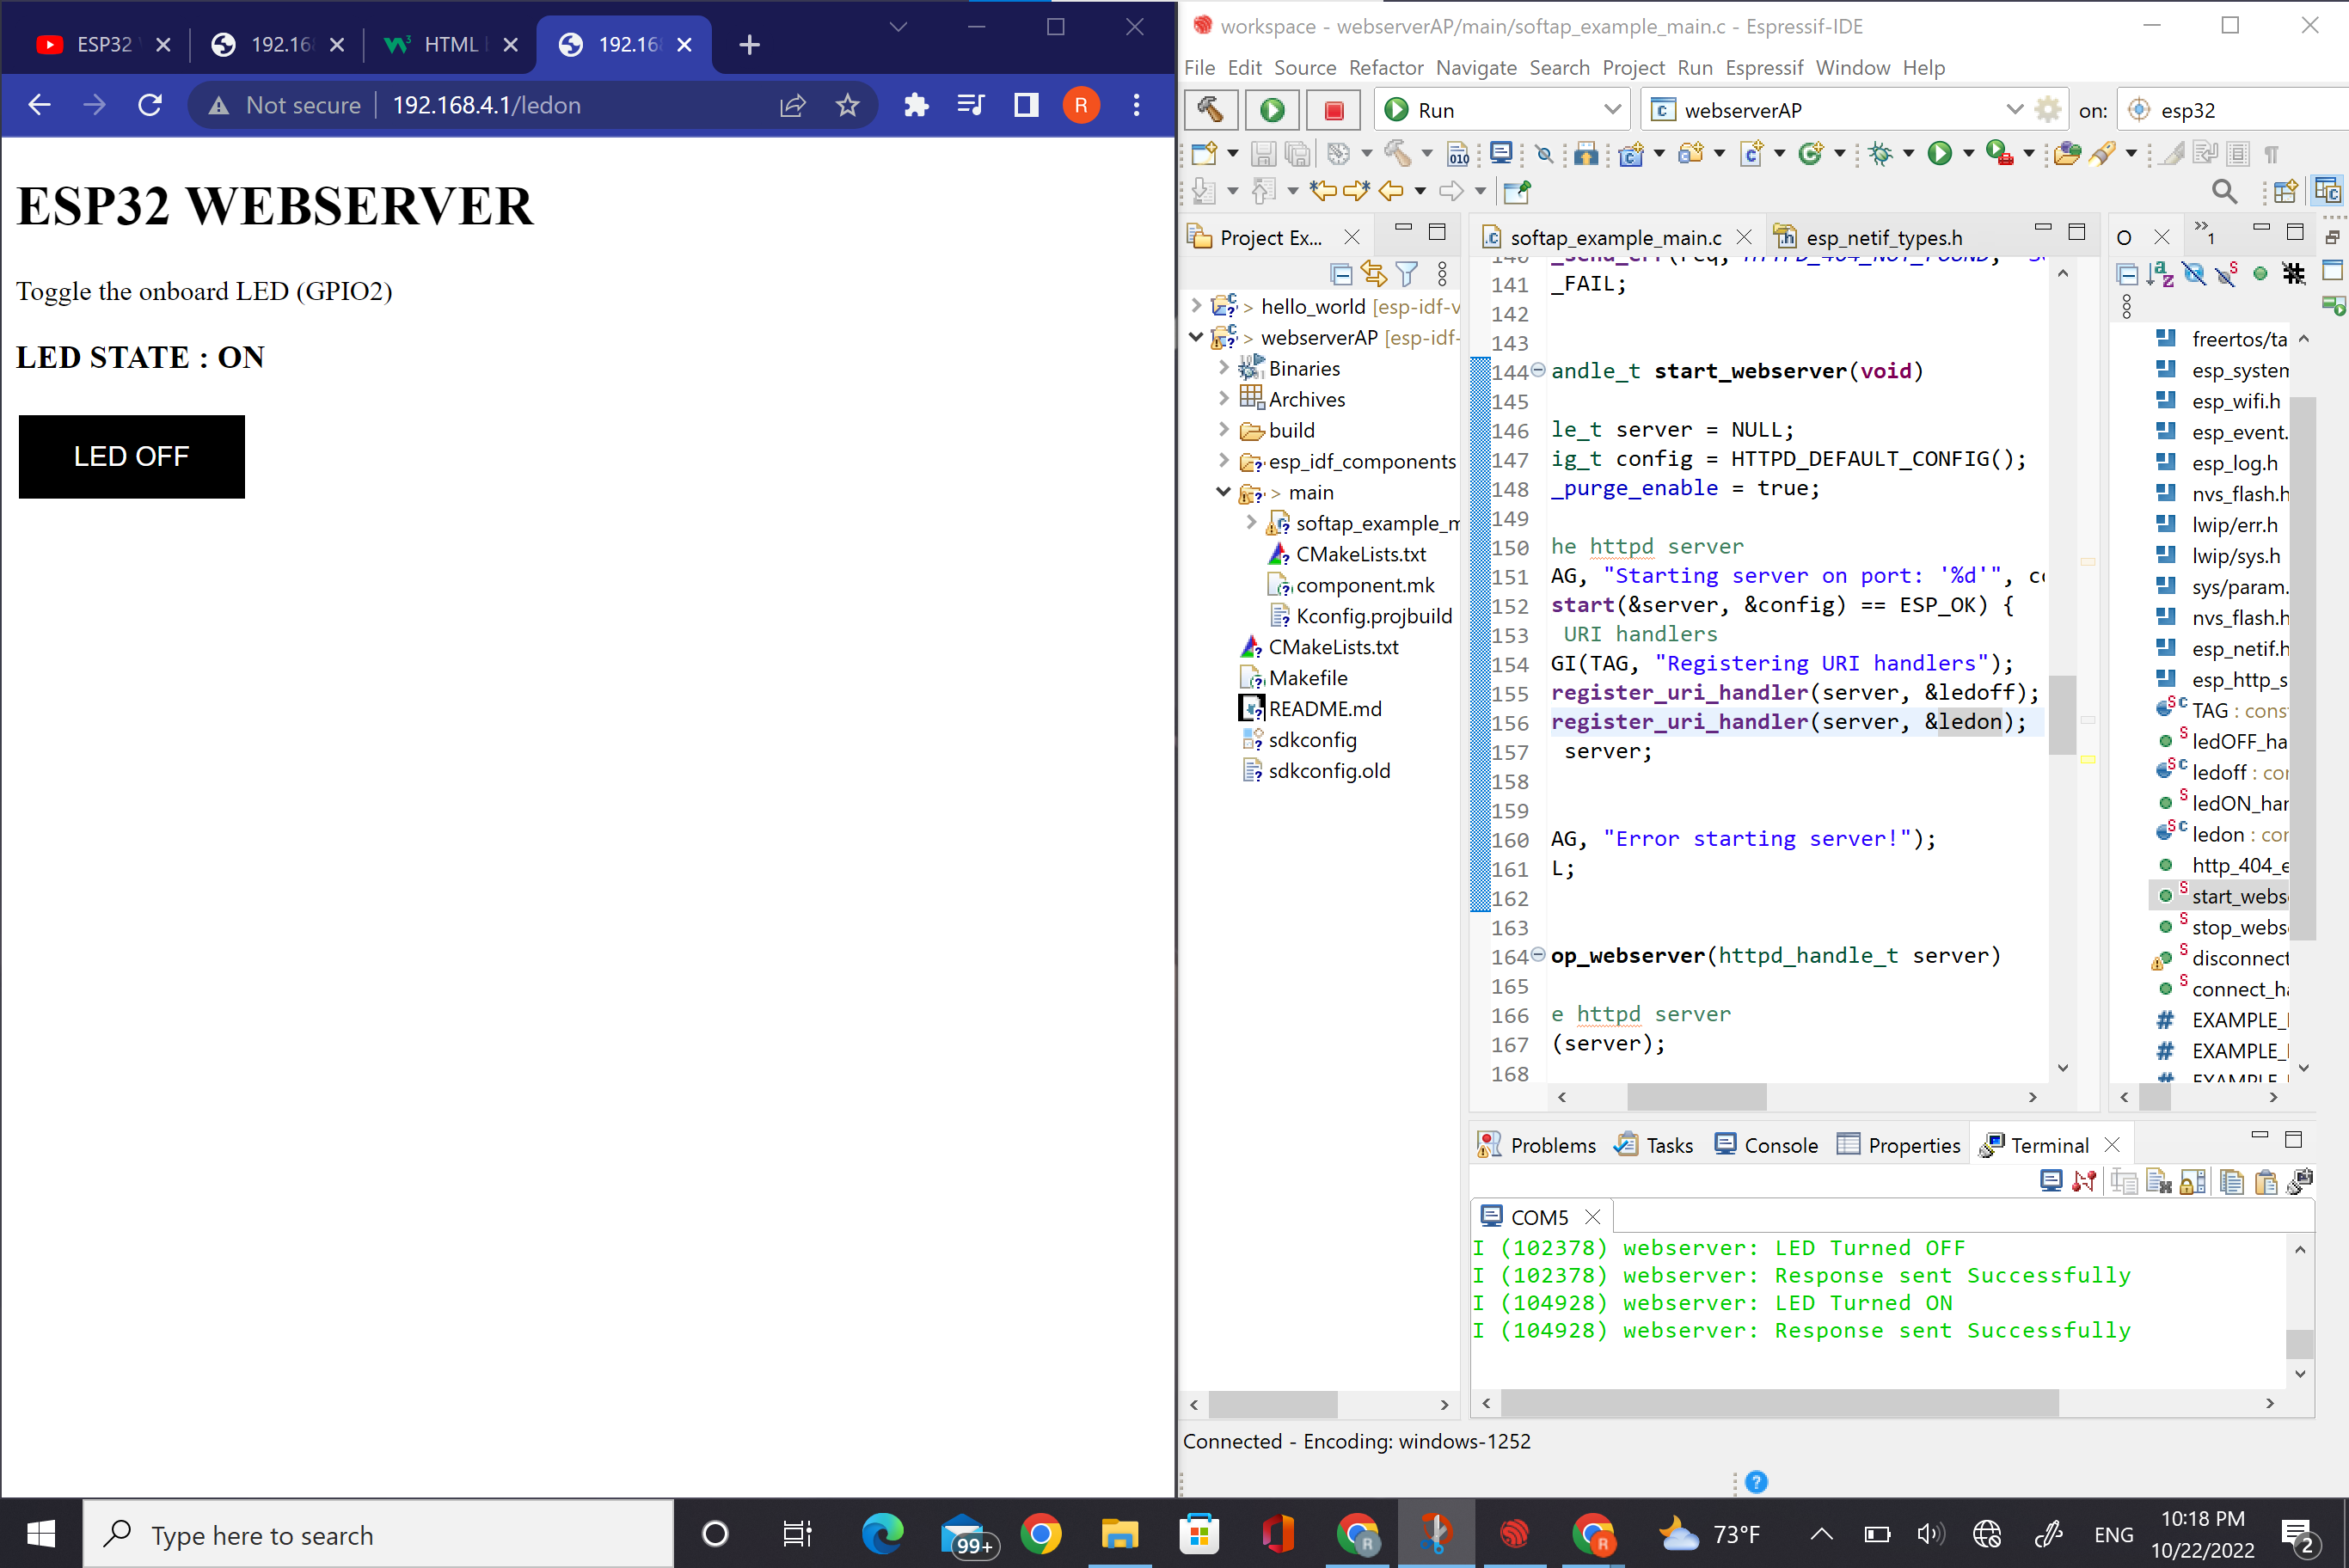 ESP32
192.168
HTML
192.168
Not secure
192.168.4.1/ledon
R
ESP32 WEBSERVER
Toggle the onboard LED (GPIO2)
LED STATE : ON
LED OFF
workspace - webserverAP/main/softap_example_main.c - Espressif-IDE
File Edit Source Refactor Navigate Search Project Run Espressif Window Help
Run
webserverAP
on:
esp32
Project Ex...
hello_world [esp-idf-v
webserverAP [esp-idf-
Binaries
Archives
build
esp_idf_components
main
softap_example_m
CMakeLists.txt
component.mk
Kconfig.projbuild
CMakeLists.txt
Makefile
README.md
sdkconfig
sdkconfig.old
softap_example_main.c
esp_netif_types.h
141 _FAIL;
142
143
144 andle_t start_webserver(void)
145
146 le_t server = NULL;
147 ig_t config = HTTPD_DEFAULT_CONFIG();
148 _purge_enable = true;
149
150 he httpd server
151 AG, "Starting server on port: '%d'", co
152 start(&server, &config) == ESP_OK) {
153 URI handlers
154 GI(TAG, "Registering URI handlers");
155 register_uri_handler(server, &ledoff);
156 register_uri_handler(server, &ledon);
157 server;
158
159
160 AG, "Error starting server!");
161 L;
162
163
164 op_webserver(httpd_handle_t server)
165
166 e httpd server
167 (server);
168
O
1
freertos/ta
esp_system
esp_wifi.h
esp_event.
esp_log.h
nvs_flash.h
lwip/err.h
lwip/sys.h
sys/param.
nvs_flash.h
esp_netif.h
esp_http_s
TAG : cons
ledOFF_ha
ledoff : cor
ledON_har
ledon : cor
http_404_e
start_webs
stop_webs
disconnect
connect_ha
EXAMPLE_
EXAMPLE_
Problems
Tasks
Console
Properties
Terminal
COM5
I (102378) webserver: LED Turned OFF
I (102378) webserver: Response sent Successfully
I (104928) webserver: LED Turned ON
I (104928) webserver: Response sent Successfully
Connected - Encoding: windows-1252
Type here to search
99+
R
R
73°F
ENG
10:18 PM
10/22/2022
2